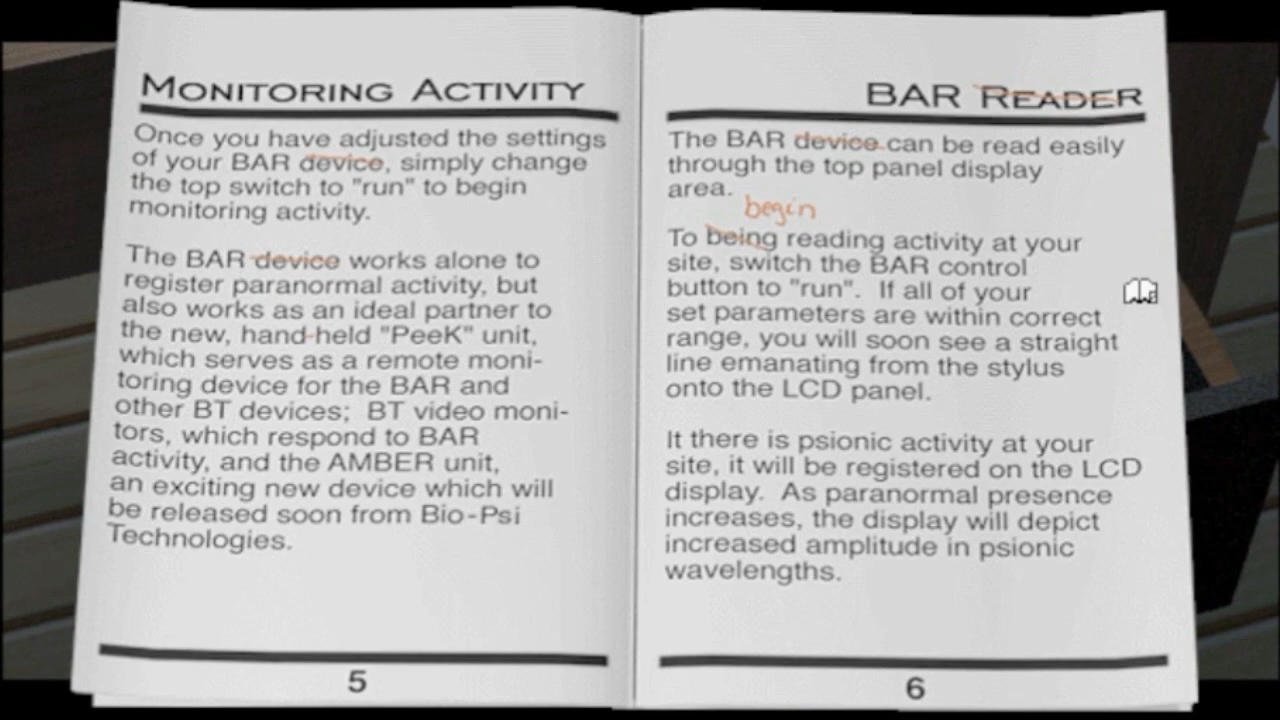 MONITORING ACTIVITY
Once you have adjusted the settings
of your BAR device, simply change
the top switch to "run" to begin
monitoring activity.
The BAR device works alone to
register paranormal activity, but
also works as an ideal partner to
the new, hand-held "PeeK" unit,
which serves as a remote moni-
toring device for the BAR and
other BT devices;  BT video moni-
tors, which respond to BAR
activity, and the AMBER unit,
an exciting new device which will
be released soon from Bio-Psi
Technologies.
5
BAR READER
The BAR device can be read easily
through the top panel display
area.
begin
To being reading activity at your
site, switch the BAR control
button to "run".  If all of your
set parameters are within correct
range, you will soon see a straight
line emanating from the stylus
onto the LCD panel.
It there is psionic activity at your
site, it will be registered on the LCD
display.  As paranormal presence
increases, the display will depict
increased amplitude in psionic
wavelengths.
6